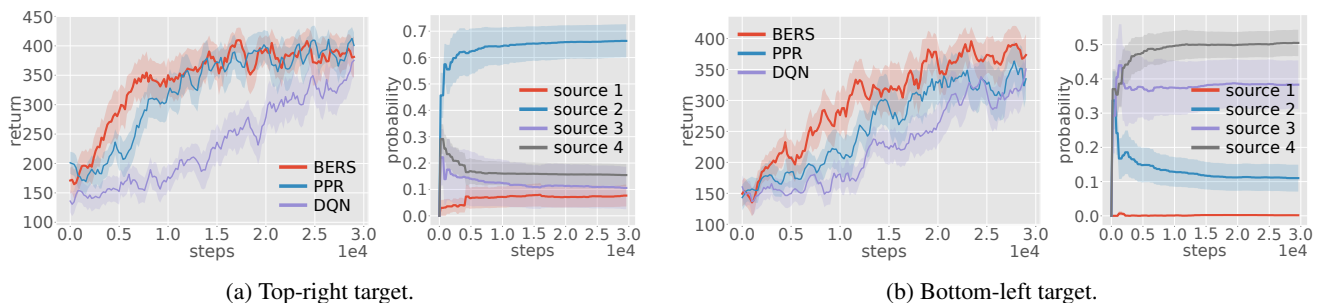 450
400
350
300
250
200
150
100
return
BERS
PPR
DQN
0.0 0.5 1.0 1.5 2.0 2.5 3.0
steps
1e4
0.7
0.6
0.5
0.4
0.3
0.2
0.1
0.0
probability
source 1
source 2
source 3
source 4
0.0 0.5 1.0 1.5 2.0 2.5 3.0
steps
1e4
(a) Top-right target.
400
350
300
250
200
150
100
return
BERS
PPR
DQN
0.0 0.5 1.0 1.5 2.0 2.5 3.0
steps
1e4
0.5
0.4
0.3
0.2
0.1
0.0
probability
source 1
source 2
source 3
source 4
0.0 0.5 1.0 1.5 2.0 2.5 3.0
steps
1e4
(b) Bottom-left target.